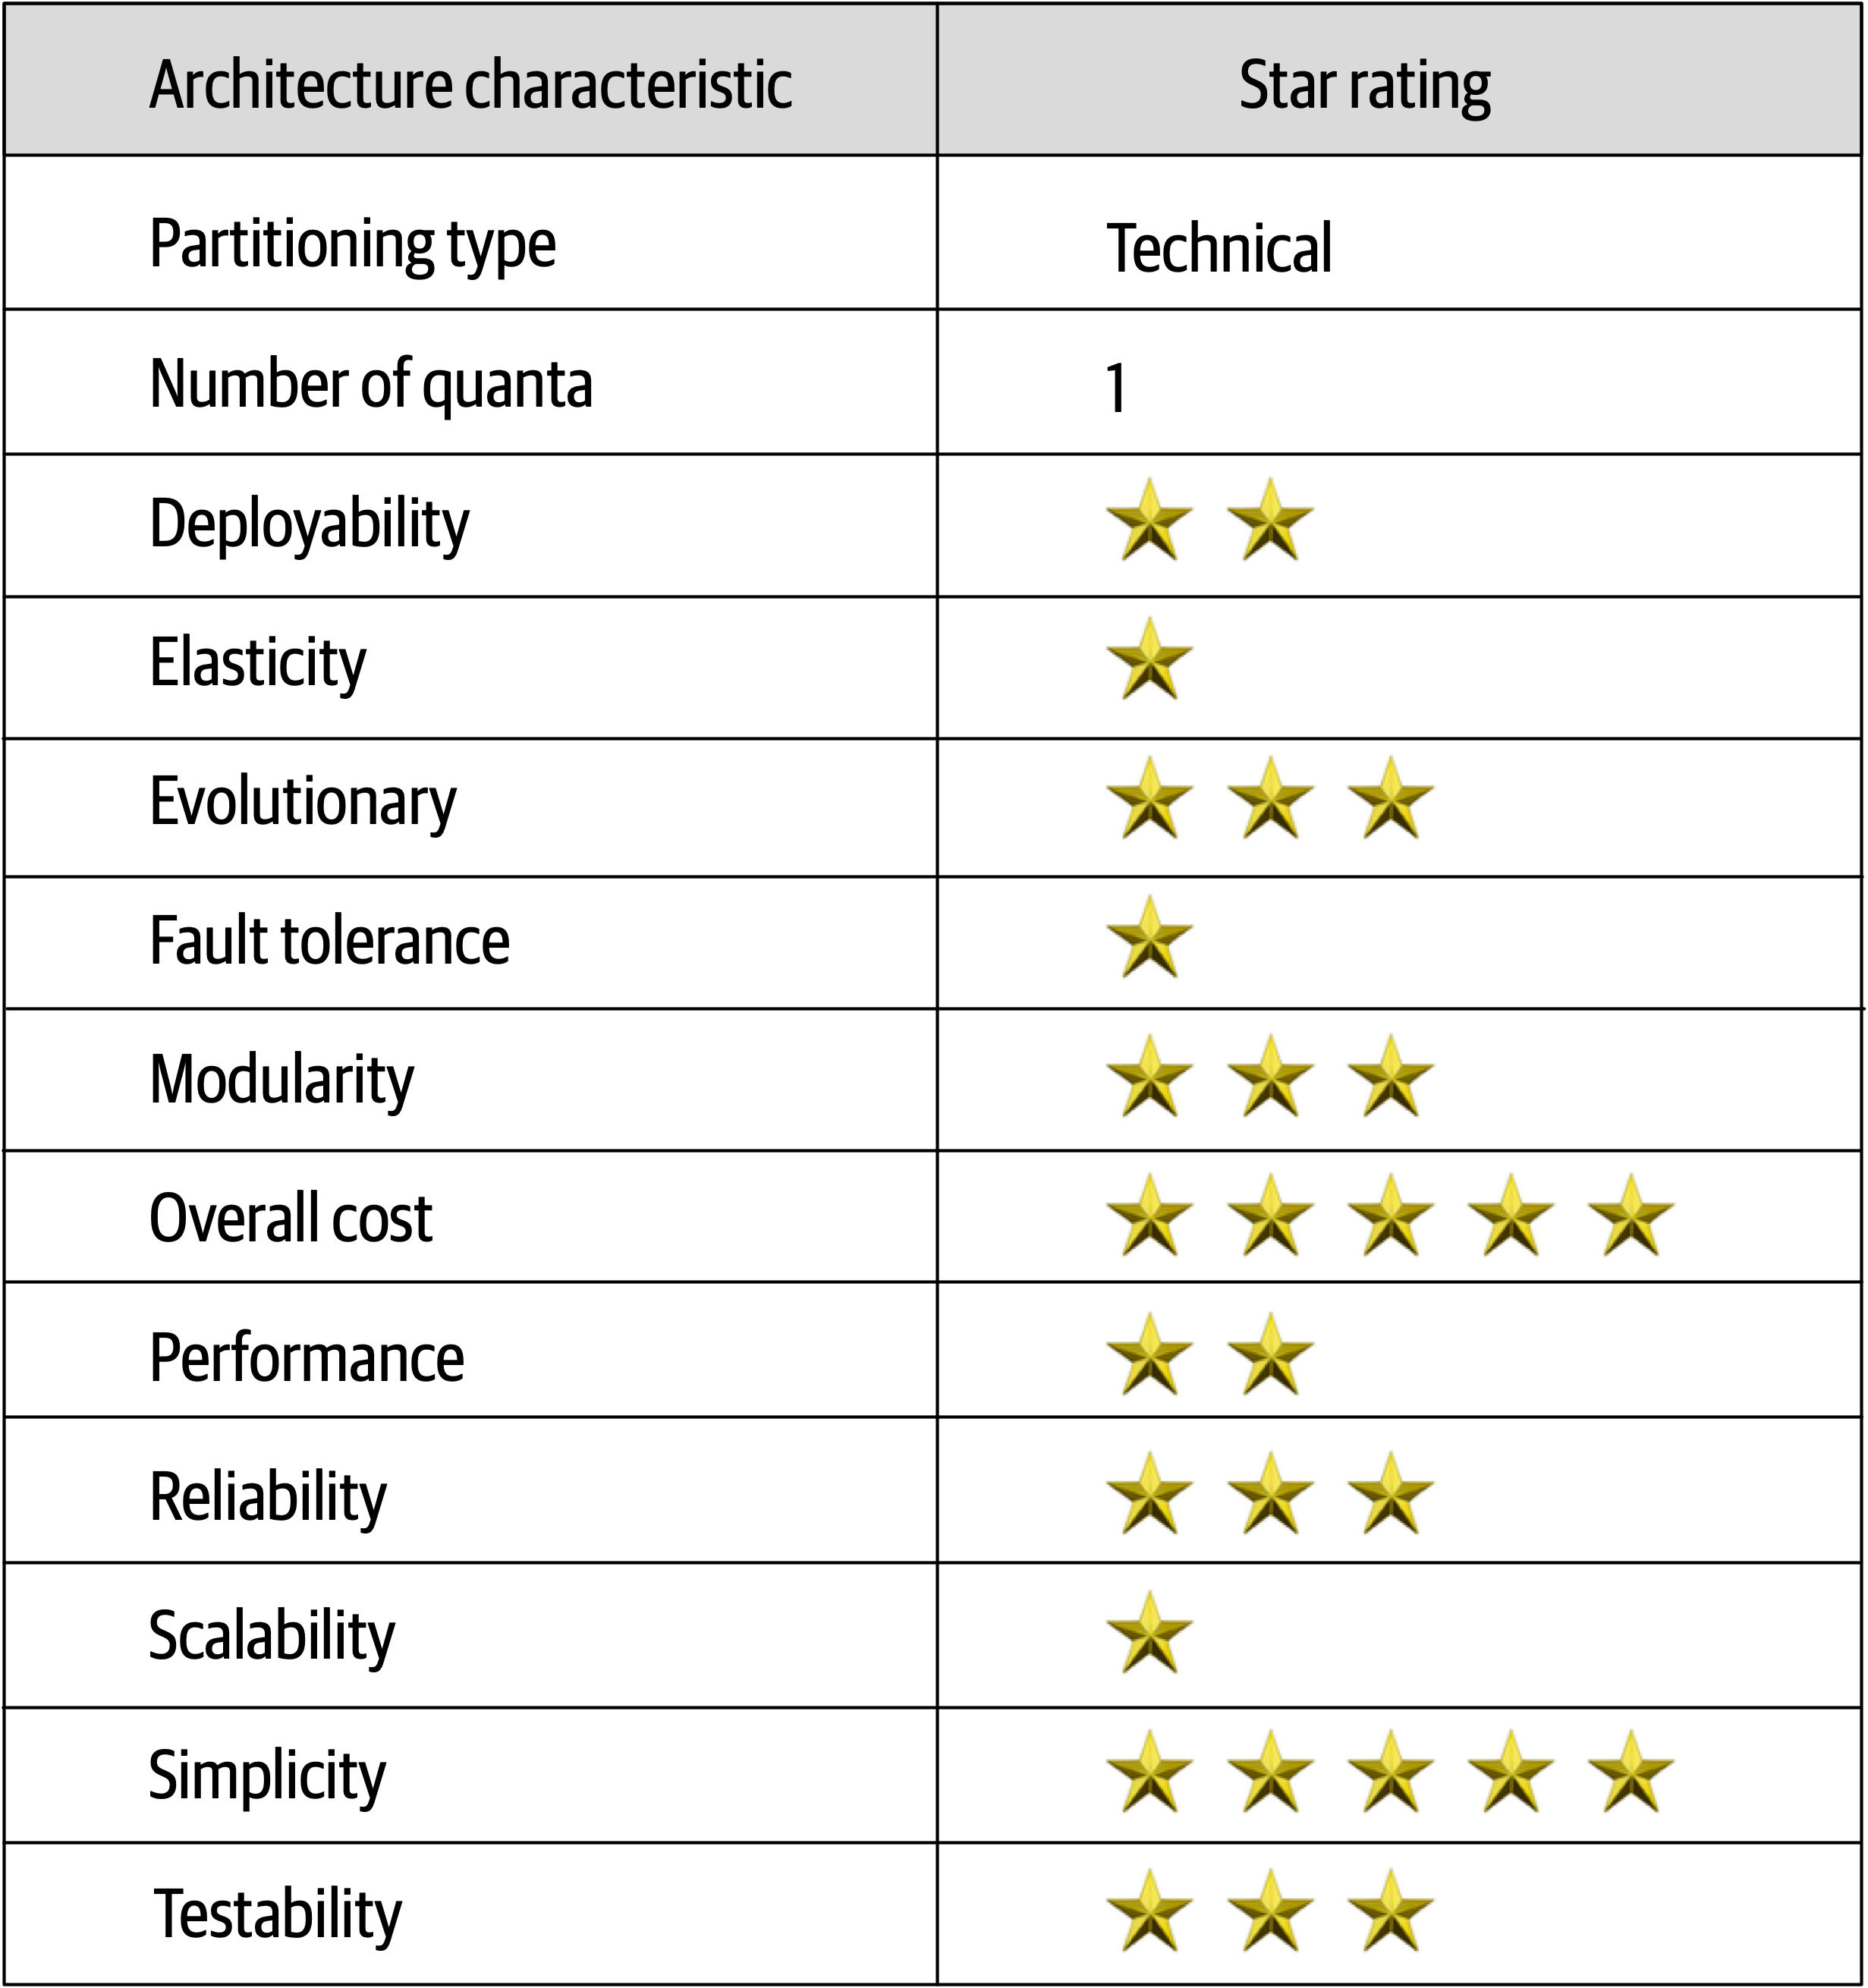 Architecture characteristic Star rating
Partitioning type Technical
Number of quanta 1
Deployability
Elasticity
Evolutionary
Fault tolerance
Modularity
Overall cost
Performance
Reliability
Scalability
Simplicity
Testability